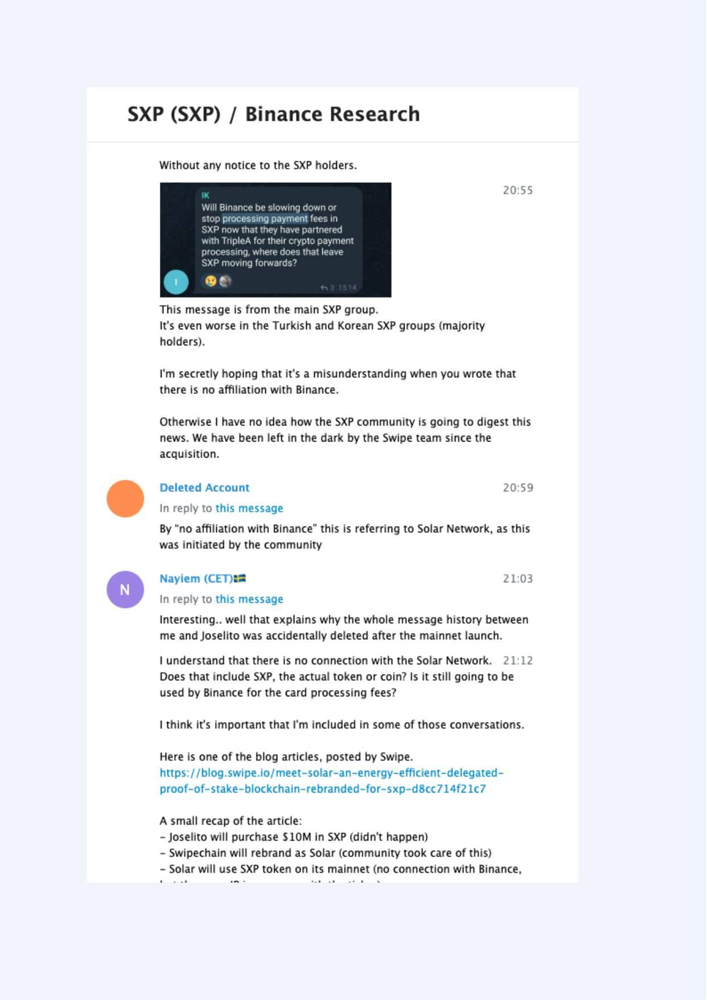 SXP (SXP) / Binance Research
Without any notice to the SXP holders.
20:55
IK
Will Binance be slowing down or
stop processing payment fees in
SXP now that they have partnered
with TripleA for their crypto payment
processing, where does that leave
SXP moving forwards?
I
3 15:14
This message is from the main SXP group.
It's even worse in the Turkish and Korean SXP groups (majority
holders).
I'm secretly hoping that it's a misunderstanding when you wrote that
there is no affiliation with Binance.
Otherwise I have no idea how the SXP community is going to digest this
news. We have been left in the dark by the Swipe team since the
acquisition.
Deleted Account 20:59
In reply to this message
By “no affiliation with Binance” this is referring to Solar Network, as this
was initiated by the community
N
Nayiem (CET)🇸🇪 21:03
In reply to this message
Interesting.. well that explains why the whole message history between
me and Joselito was accidentally deleted after the mainnet launch.
I understand that there is no connection with the Solar Network. 21:12
Does that include SXP, the actual token or coin? Is it still going to be
used by Binance for the card processing fees?
I think it's important that I'm included in some of those conversations.
Here is one of the blog articles, posted by Swipe.
https://blog.swipe.io/meet-solar-an-energy-efficient-delegated-
proof-of-stake-blockchain-rebranded-for-sxp-d8cc714f21c7
A small recap of the article:
– Joselito will purchase $10M in SXP (didn't happen)
– Swipechain will rebrand as Solar (community took care of this)
– Solar will use SXP token on its mainnet (no connection with Binance,